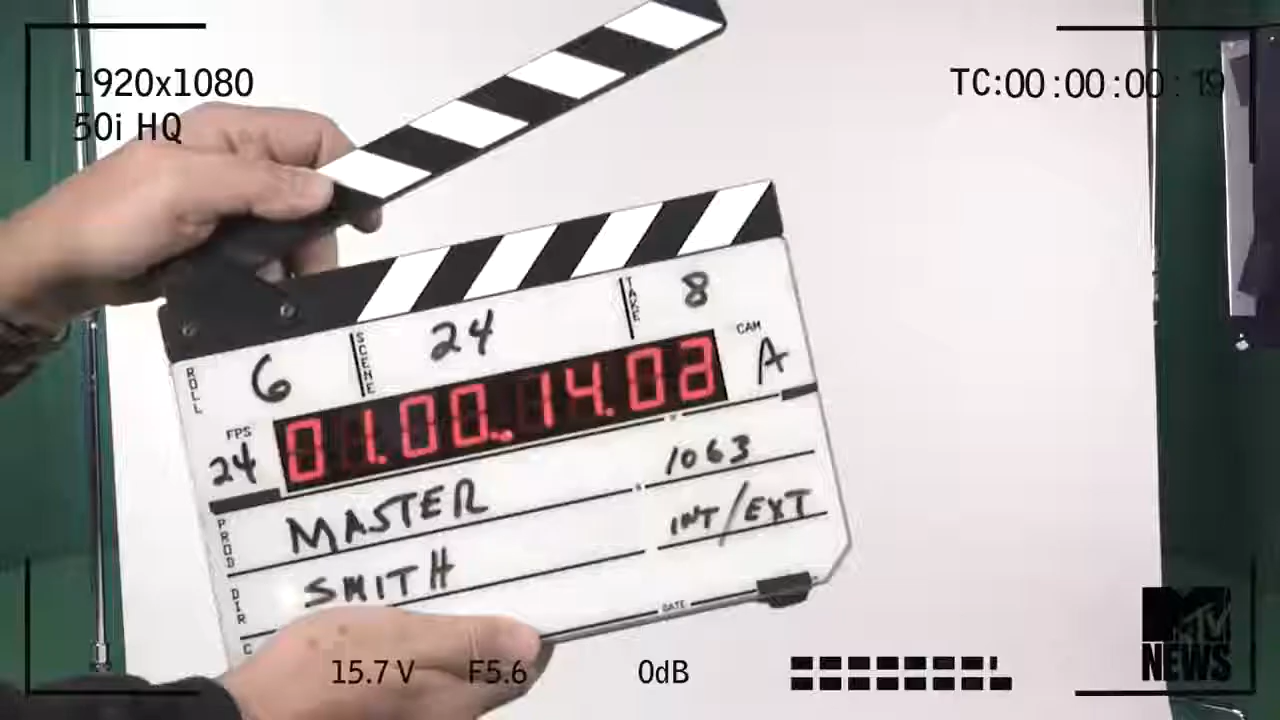 1920x1080
50i HQ
TC:00:00:00:19
ROLL 6 SCENE 24 TAKE 8
CAM A
FPS 24
01.00 14.02
PROD MASTER 1063
DIR SMITH INT/EXT
C
DATE
15.7 V F5.6 0dB
MTV
NEWS